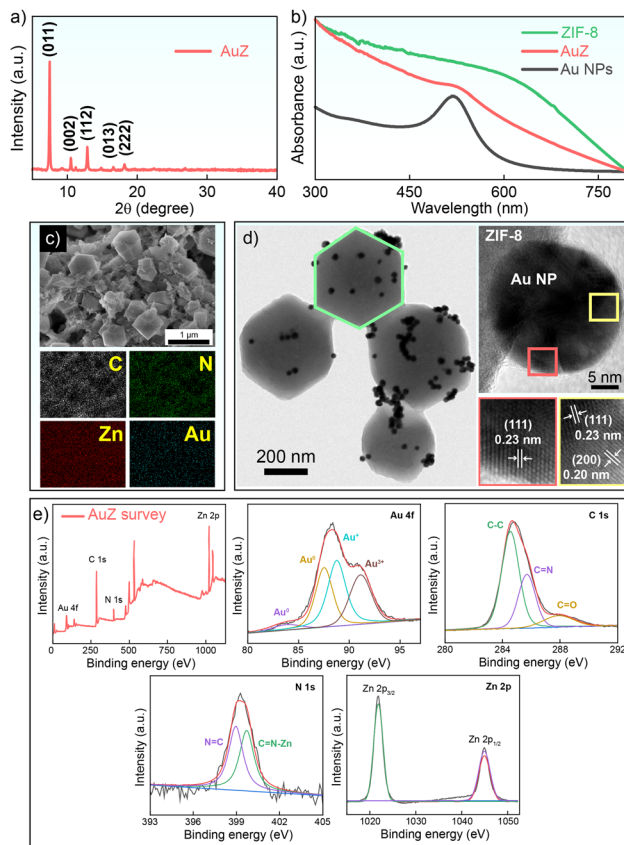 a)
AuZ
(011)
(002)
(112)
(013)
(222)
Intensity (a.u.)
10
20
30
40
2θ (degree)
b)
ZIF-8
AuZ
Au NPs
Absorbance (a.u.)
300
450
600
750
Wavelength (nm)
c)
1 µm
C
N
Zn
Au
d)
200 nm
ZIF-8
Au NP
5 nm
(111)
0.23 nm
(111)
0.23 nm
(200)
0.20 nm
e)
AuZ survey
Zn 2p
C 1s
N 1s
Au 4f
Intensity (a.u.)
0
250
500
750
1000
Binding energy (eV)
Au 4f
Au⁺
Au³⁺
Au⁰
Intensity (a.u.)
80
85
90
95
Binding energy (eV)
C 1s
C-C
C=N
C=O
Intensity (a.u.)
280
284
288
292
Binding energy (eV)
N 1s
N=C
C=N-Zn
Intensity (a.u.)
393
396
399
402
405
Binding energy (eV)
Zn 2p₃/₂
Zn 2p
Zn 2p₁/₂
Intensity (a.u.)
1020
1030
1040
1050
Binding energy (eV)